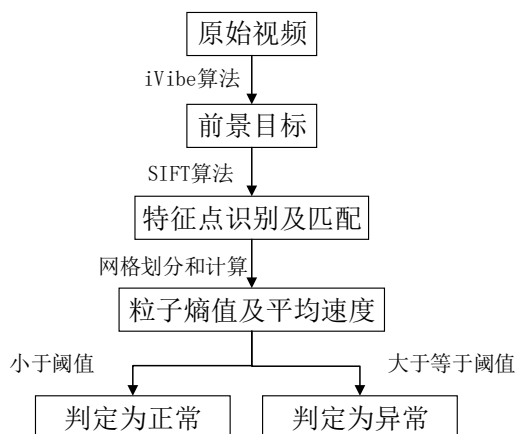 原始视频
iVibe算法
前景目标
SIFT算法
特征点识别及匹配
网格划分和计算
粒子熵值及平均速度
小于阈值
大于等于阈值
判定为正常
判定为异常